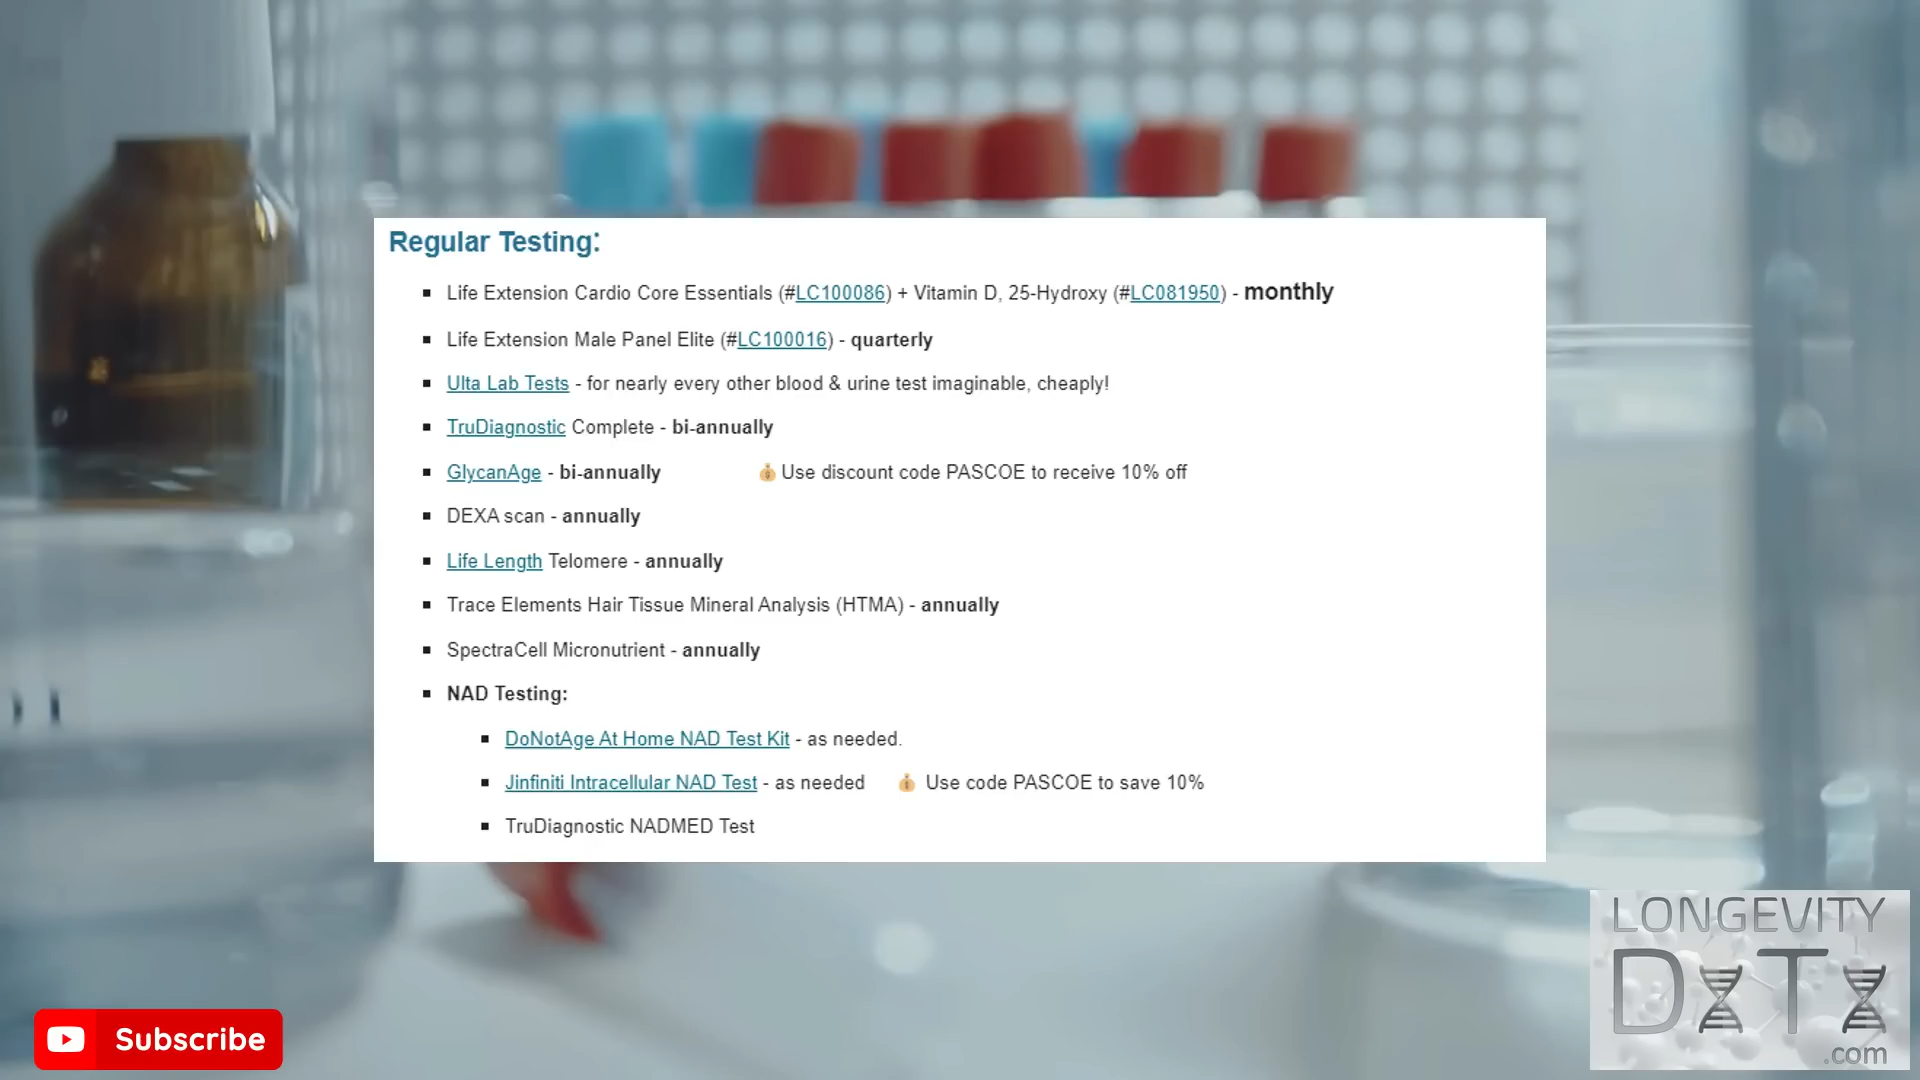 Regular Testing:
Life Extension Cardio Core Essentials (#LC100086) + Vitamin D, 25-Hydroxy (#LC081950) - monthly
Life Extension Male Panel Elite (#LC100016) - quarterly
Ulta Lab Tests - for nearly every other blood & urine test imaginable, cheaply!
TruDiagnostic Complete - bi-annually
GlycanAge - bi-annually 💰Use discount code PASCOE to receive 10% off
DEXA scan - annually
Life Length Telomere - annually
Trace Elements Hair Tissue Mineral Analysis (HTMA) - annually
SpectraCell Micronutrient - annually
NAD Testing:
DoNotAge At Home NAD Test Kit - as needed.
Jinfiniti Intracellular NAD Test - as needed 💰 Use code PASCOE to save 10%
TruDiagnostic NADMED Test
LONGEVITY
DATA
.com
Subscribe